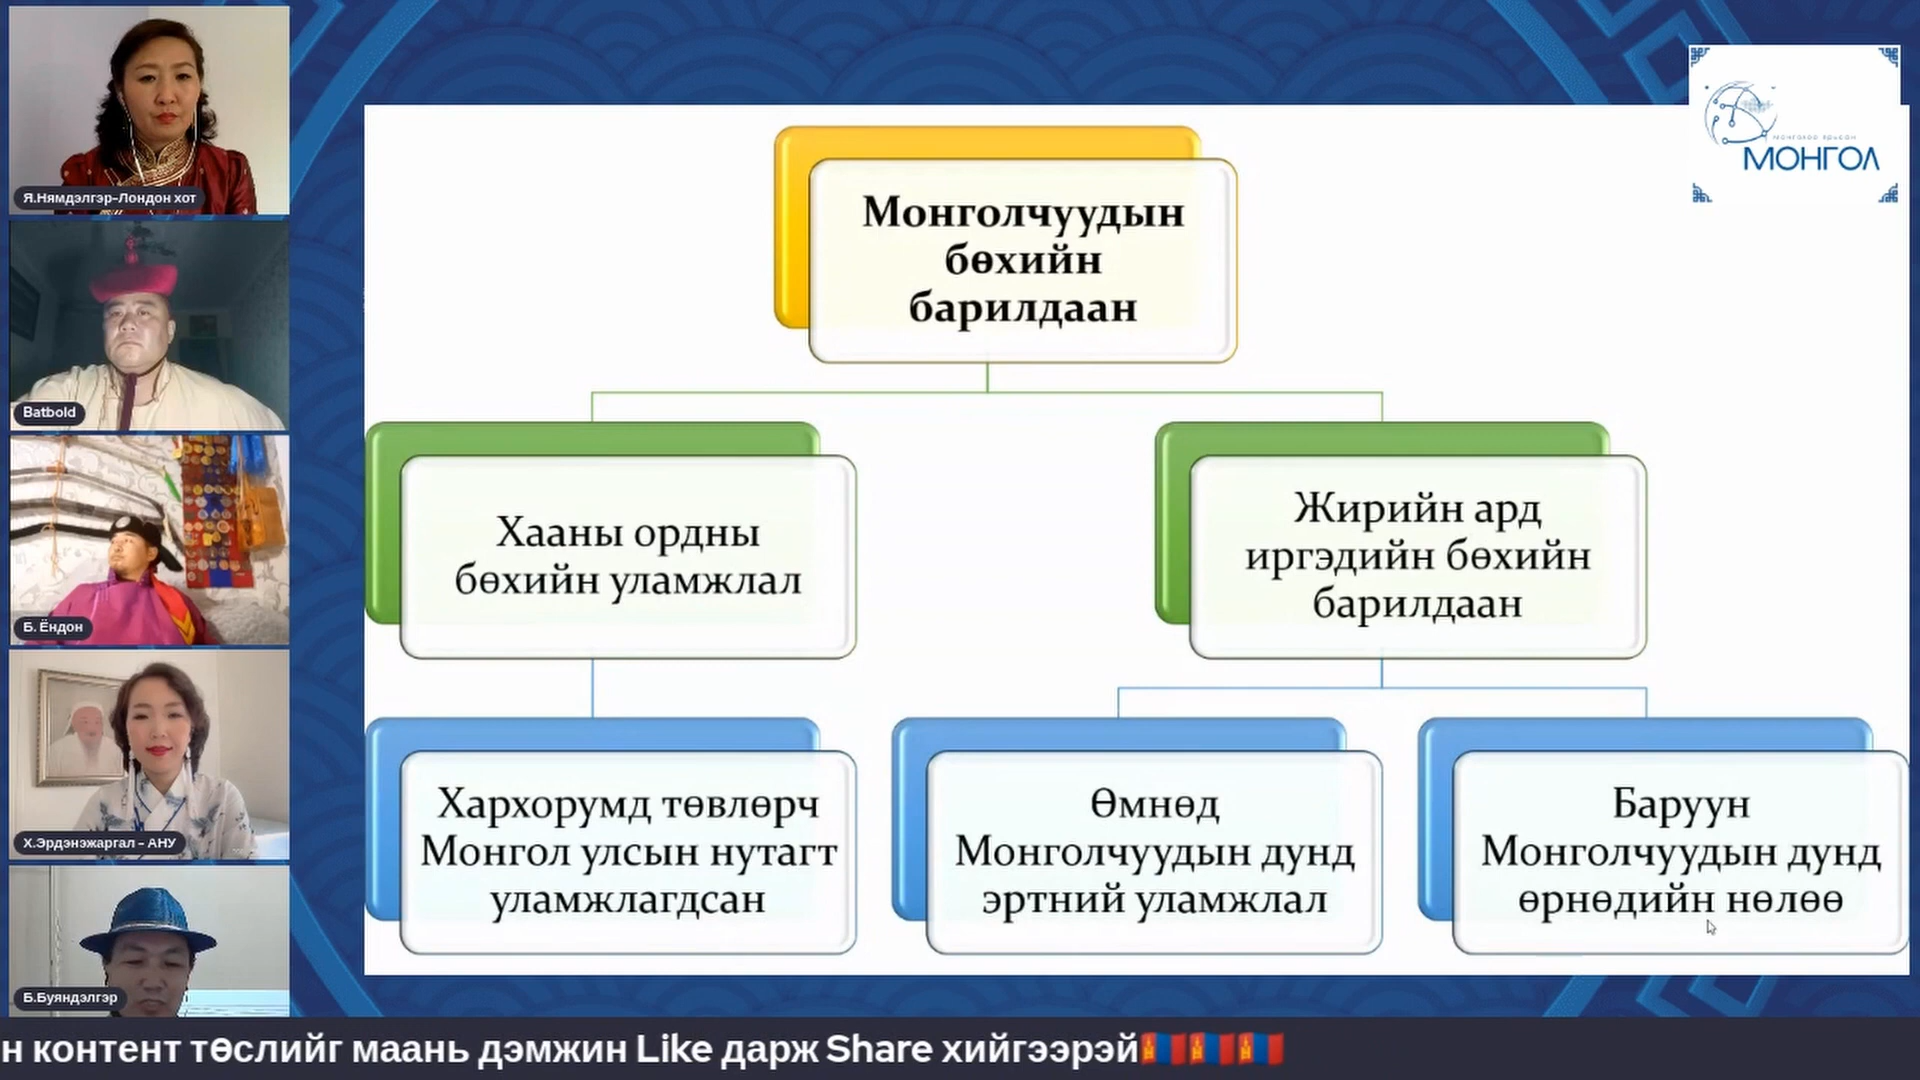 Я.Нямдэлгэр-Лондон хот
Batbold
Б. Ёндон
Х.Эрдэнэжаргал - АНУ
Б.Буяндэлгэр
МОНГОЛ
Монголчуудын
бөхийн
барилдаан
Хааны ордны
бөхийн уламжлал
Жирийн ард
иргэдийн бөхийн
барилдаан
Хархорумд төвлөрч
Монгол улсын нутагт
уламжлагдсан
Өмнөд
Монголчуудын дунд
эртний уламжлал
Баруун
Монголчуудын дунд
өрнөдийн нөлөө
н контент төслийг маань дэмжин Like дарж Share хийгээрэй